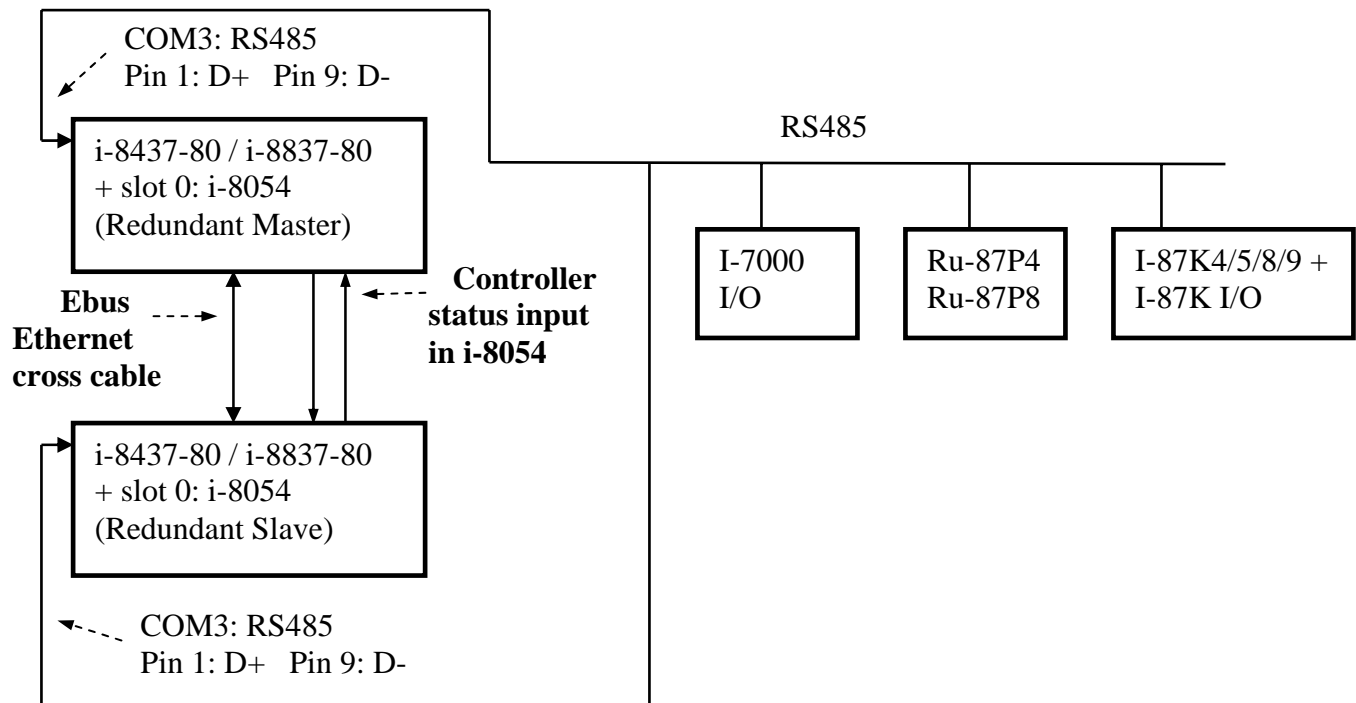 COM3: RS485
Pin 1: D+   Pin 9: D-
RS485
i-8437-80 / i-8837-80
+ slot 0: i-8054
(Redundant Master)
I-7000
I/O
Ru-87P4
Ru-87P8
I-87K4/5/8/9 +
I-87K I/O
Ebus
Ethernet
cross cable
Controller
status input
in i-8054
i-8437-80 / i-8837-80
+ slot 0: i-8054
(Redundant Slave)
COM3: RS485
Pin 1: D+   Pin 9: D-